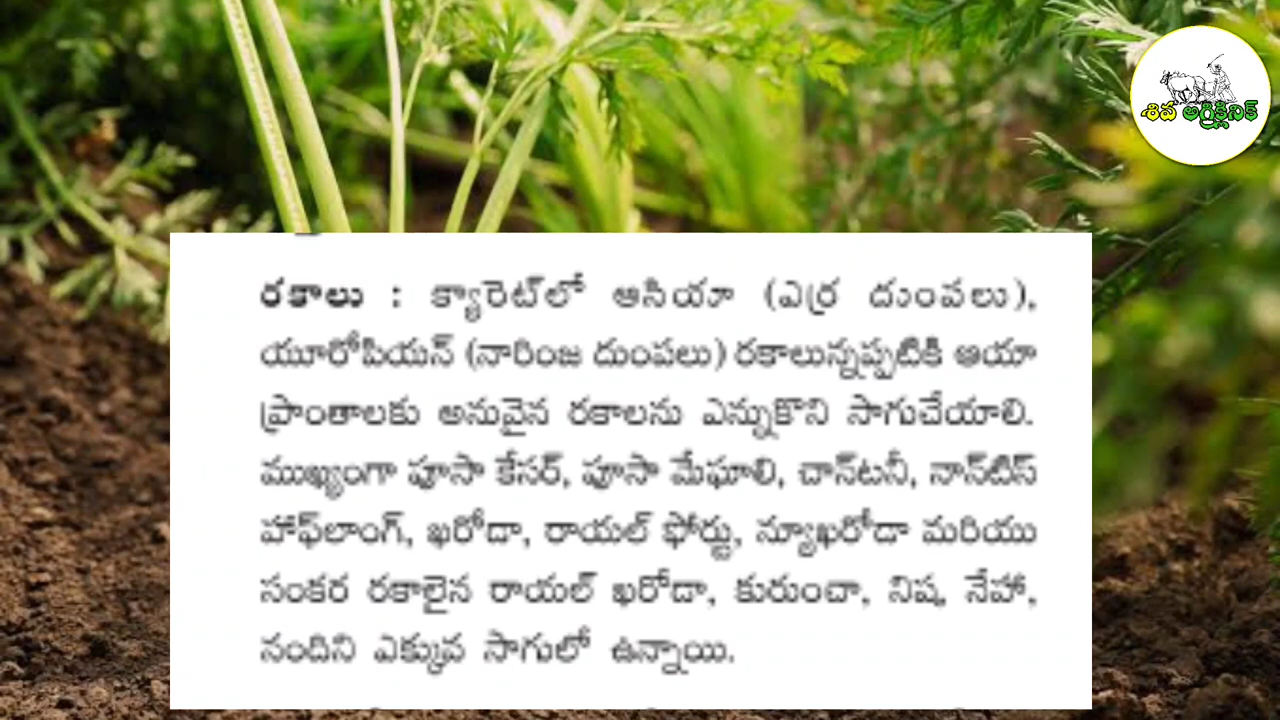 శివ అగ్రిక్లినిక్
రకాలు : క్యారెట్‌లో ఆసియా (ఎర్ర దుంపలు),
యూరోపియన్ (నారింజ దుంపలు) రకాలున్నప్పటికి ఆయా
ప్రాంతాలకు అనువైన రకాలను ఎన్నుకొని సాగుచేయాలి.
ముఖ్యంగా పూసా కేసర్, పూసా మేఘాలి, చాన్‌టనీ, నాన్‌టిస్
హాఫ్‌లాంగ్, ఖరోడా, రాయల్ ఫోర్డు, న్యూఖరోడా మరియు
సంకర రకాలైన రాయల్ ఖరోడా, కురుంచా, నిష, నేహా,
నందిని ఎక్కువ సాగులో ఉన్నాయి.